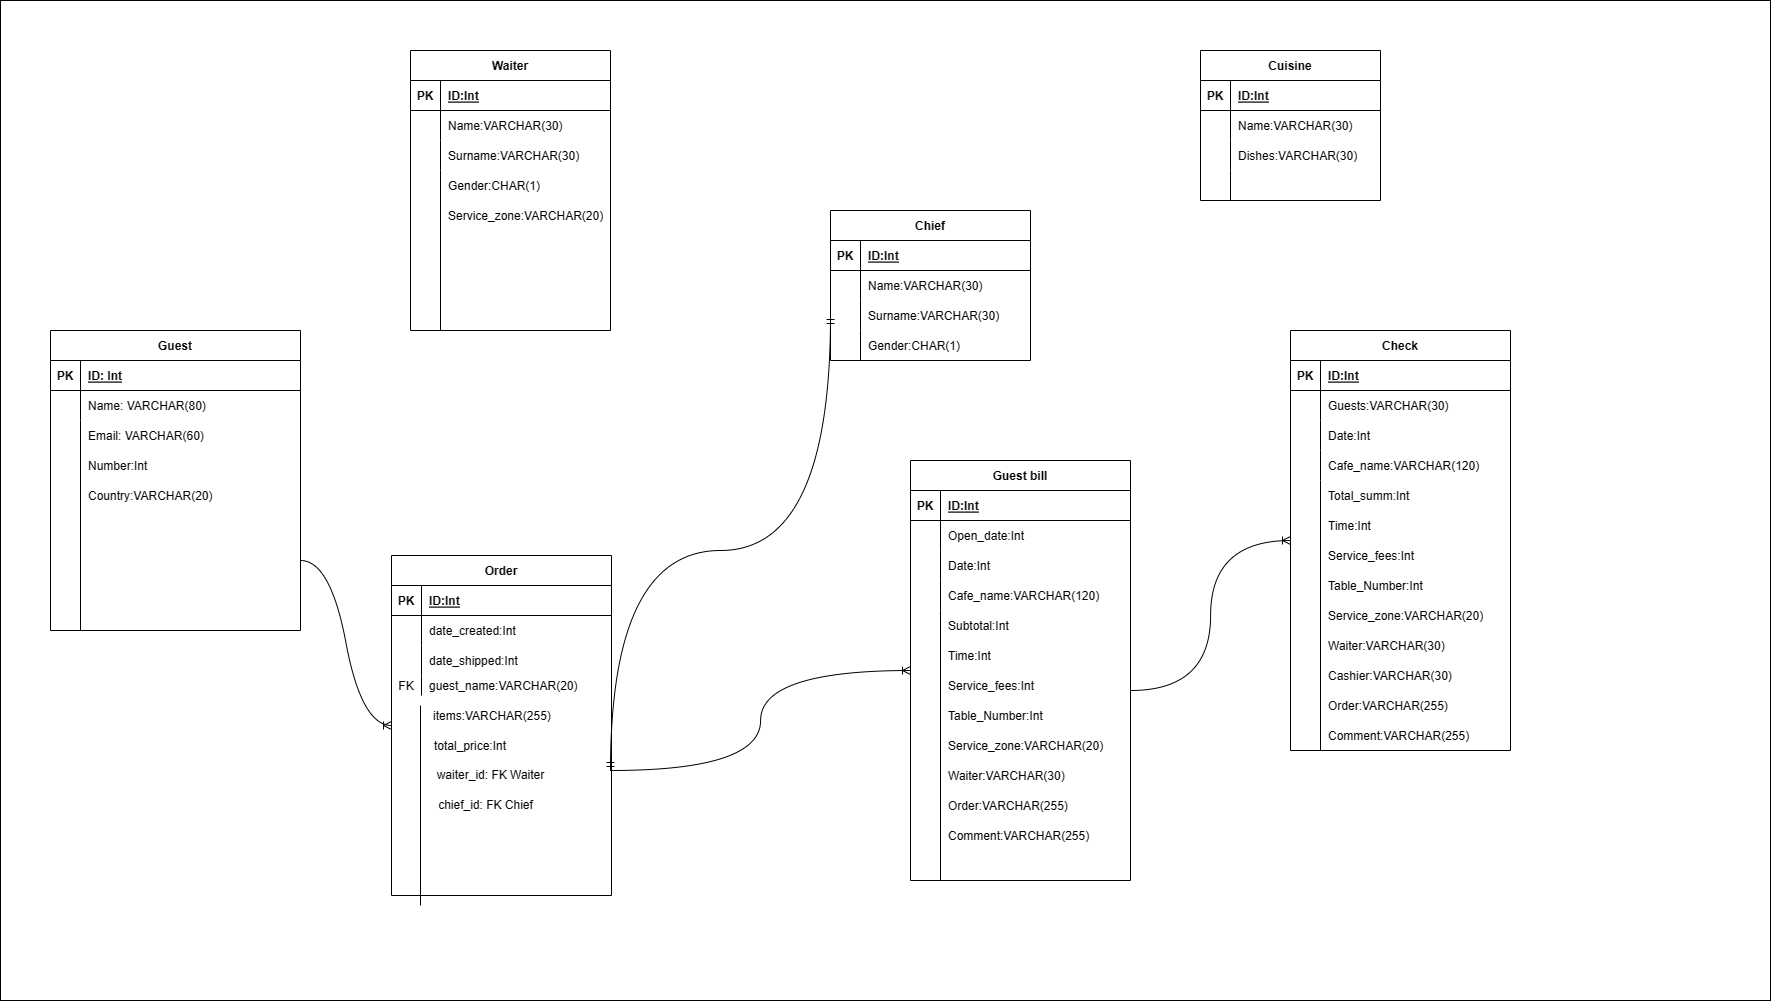 Waiter
PK ID:Int
Name:VARCHAR(30)
Surname:VARCHAR(30)
Gender:CHAR(1)
Service_zone:VARCHAR(20)
Cuisine
PK ID:Int
Name:VARCHAR(30)
Dishes:VARCHAR(30)
Chief
PK ID:Int
Name:VARCHAR(30)
Surname:VARCHAR(30)
Gender:CHAR(1)
Guest
PK ID: Int
Name: VARCHAR(80)
Email: VARCHAR(60)
Number:Int
Country:VARCHAR(20)
Check
PK ID:Int
Guests:VARCHAR(30)
Date:Int
Cafe_name:VARCHAR(120)
Total_summ:Int
Time:Int
Service_fees:Int
Table_Number:Int
Service_zone:VARCHAR(20)
Waiter:VARCHAR(30)
Cashier:VARCHAR(30)
Order:VARCHAR(255)
Comment:VARCHAR(255)
Guest bill
PK ID:Int
Open_date:Int
Date:Int
Cafe_name:VARCHAR(120)
Subtotal:Int
Time:Int
Service_fees:Int
Table_Number:Int
Service_zone:VARCHAR(20)
Waiter:VARCHAR(30)
Order:VARCHAR(255)
Comment:VARCHAR(255)
Order
PK ID:Int
date_created:Int
date_shipped:Int
FK guest_name:VARCHAR(20)
items:VARCHAR(255)
total_price:Int
waiter_id: FK Waiter
chief_id: FK Chief